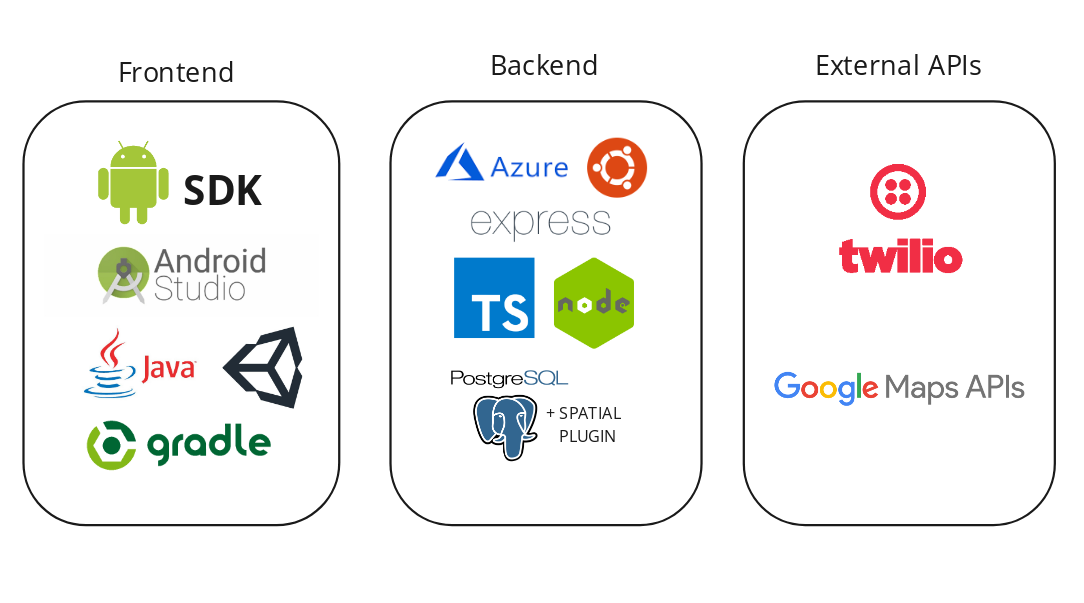 Frontend
SDK
Android
Studio
Java
gradle
Backend
Azure
express
TS
node
PostgreSQL
+ SPATIAL
PLUGIN
External APIs
twilio
Google Maps APIs